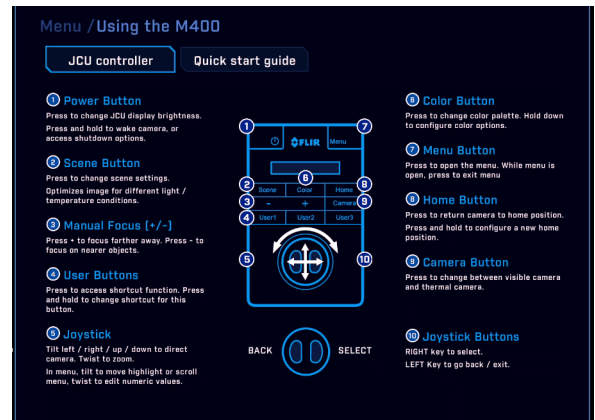 Menu /Using the M400
JCU controller
Quick start guide
1 Power Button
Press to change JCU display brightness.
Press and hold to wake camera, or
access shutdown options.
2 Scene Button
Press to change scene settings.
Optimizes image for different light /
temperature conditions.
3 Manual Focus (+/-)
Press + to focus farther away. Press - to
focus on nearer objects.
4 User Buttons
Press to access shortcut function. Press
and hold to change shortcut for this
button.
5 Joystick
Tilt left / right / up / down to direct
camera. Twist to zoom.
In menu, tilt to move highlight or scroll
menu, twist to edit numeric values.
1
7
FLIR
Menu
6
2
Scene
Color
Home
8
3
-
+
Camera
9
4
User1
User2
User3
5
10
BACK
SELECT
6 Color Button
Press to change color palette. Hold down
to configure color options.
7 Menu Button
Press to open the menu. While menu is
open, press to exit menu
8 Home Button
Press to return camera to home position.
Press and hold to configure a new home
position.
9 Camera Button
Press to change between visible camera
and thermal camera.
10 Joystick Buttons
RIGHT key to select.
LEFT Key to go back / exit.